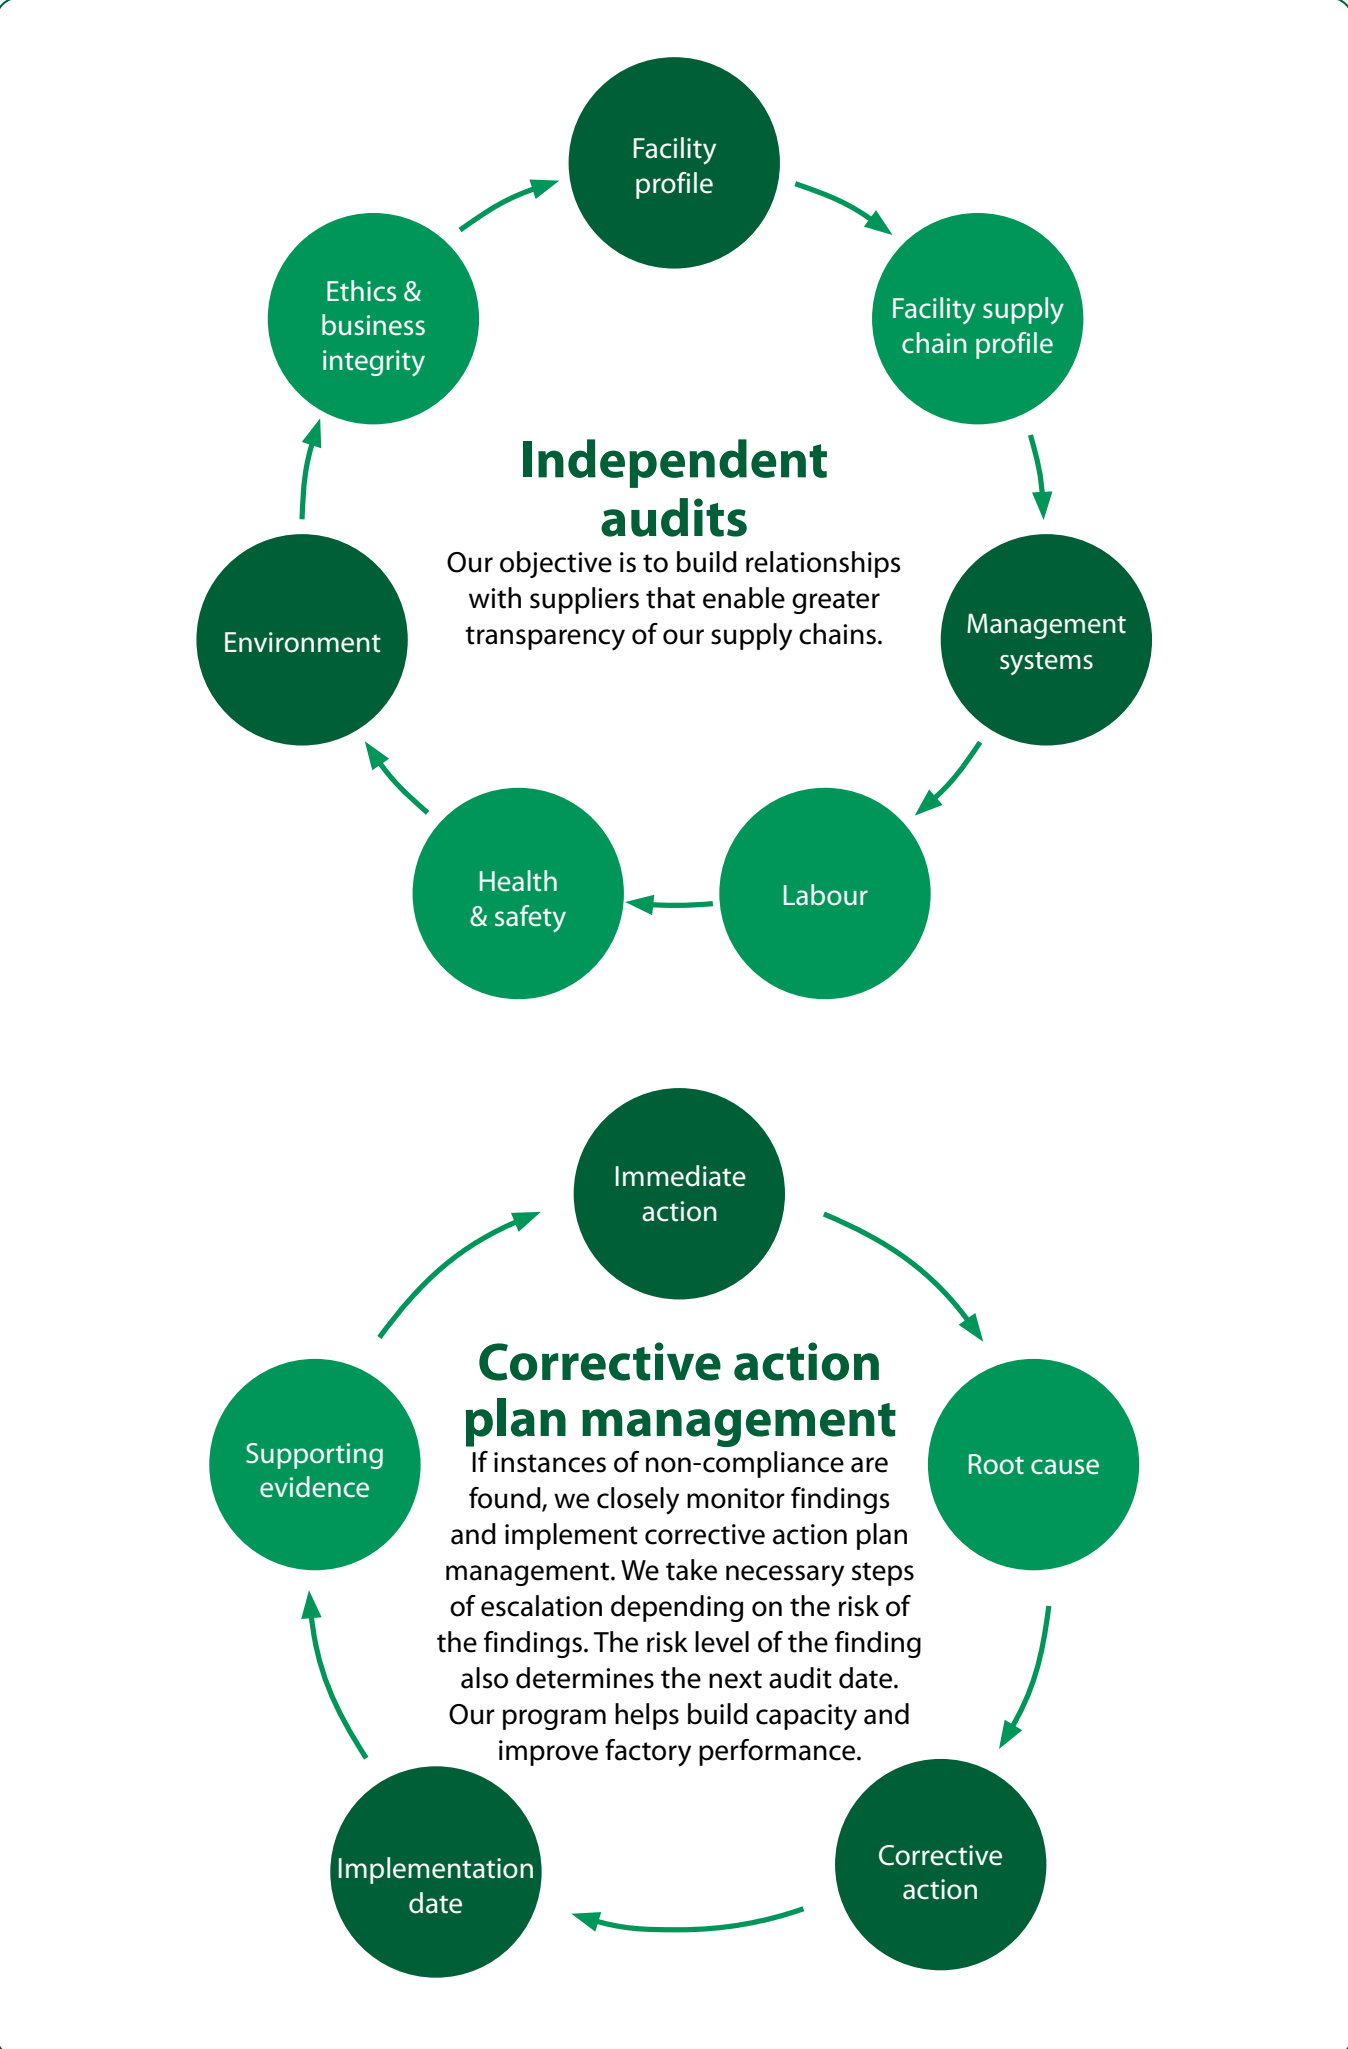 Facility
profile
Facility supply
chain profile
Management
systems
Labour
Health
& safety
Environment
Ethics &
business
integrity
Independent
audits
Our objective is to build relationships
with suppliers that enable greater
transparency of our supply chains.
Immediate
action
Root cause
Corrective
action
Implementation
date
Supporting
evidence
Corrective action
plan management
If instances of non-compliance are
found, we closely monitor findings
and implement corrective action plan
management. We take necessary steps
of escalation depending on the risk of
the findings. The risk level of the finding
also determines the next audit date.
Our program helps build capacity and
improve factory performance.